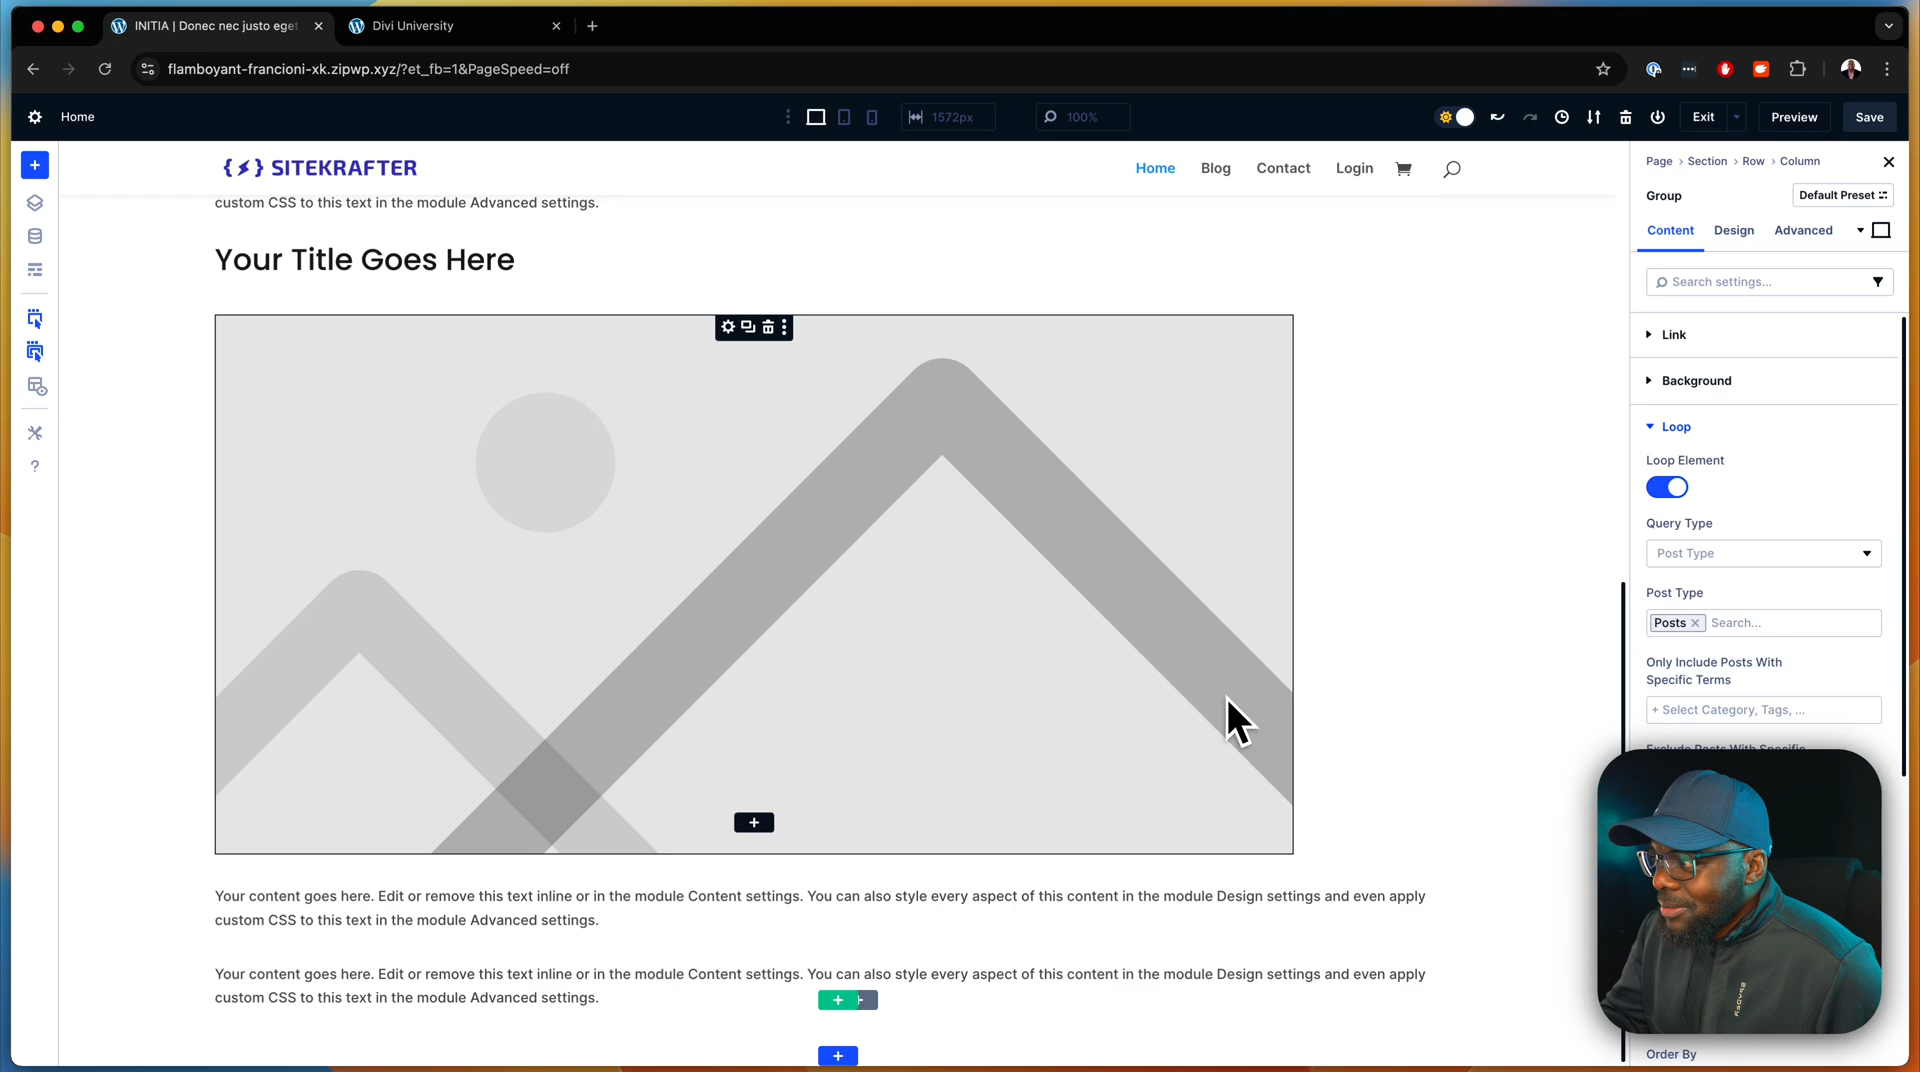 INITIA | Donec nec justo eget
Divi University
flamboyant-francioni-xk.zipwp.xyz/?et_fb=1&PageSpeed=off
Home
1572px
100%
Exit
Preview
Save
{⚡} SITEKRAFTER
Home
Blog
Contact
Login
custom CSS to this text in the module Advanced settings.
Your Title Goes Here
Your content goes here. Edit or remove this text inline or in the module Content settings. You can also style every aspect of this content in the module Design settings and even apply
custom CSS to this text in the module Advanced settings.
Your content goes here. Edit or remove this text inline or in the module Content settings. You can also style every aspect of this content in the module Design settings and even apply
custom CSS to this text in the module Advanced settings.
Page > Section > Row > Column
Group
Default Preset
Content
Design
Advanced
Search settings...
Link
Background
Loop
Loop Element
Query Type
Post Type
Post Type
Posts
Search...
Only Include Posts With
Specific Terms
+ Select Category, Tags, ...
Exclude Posts With Specific
Order By